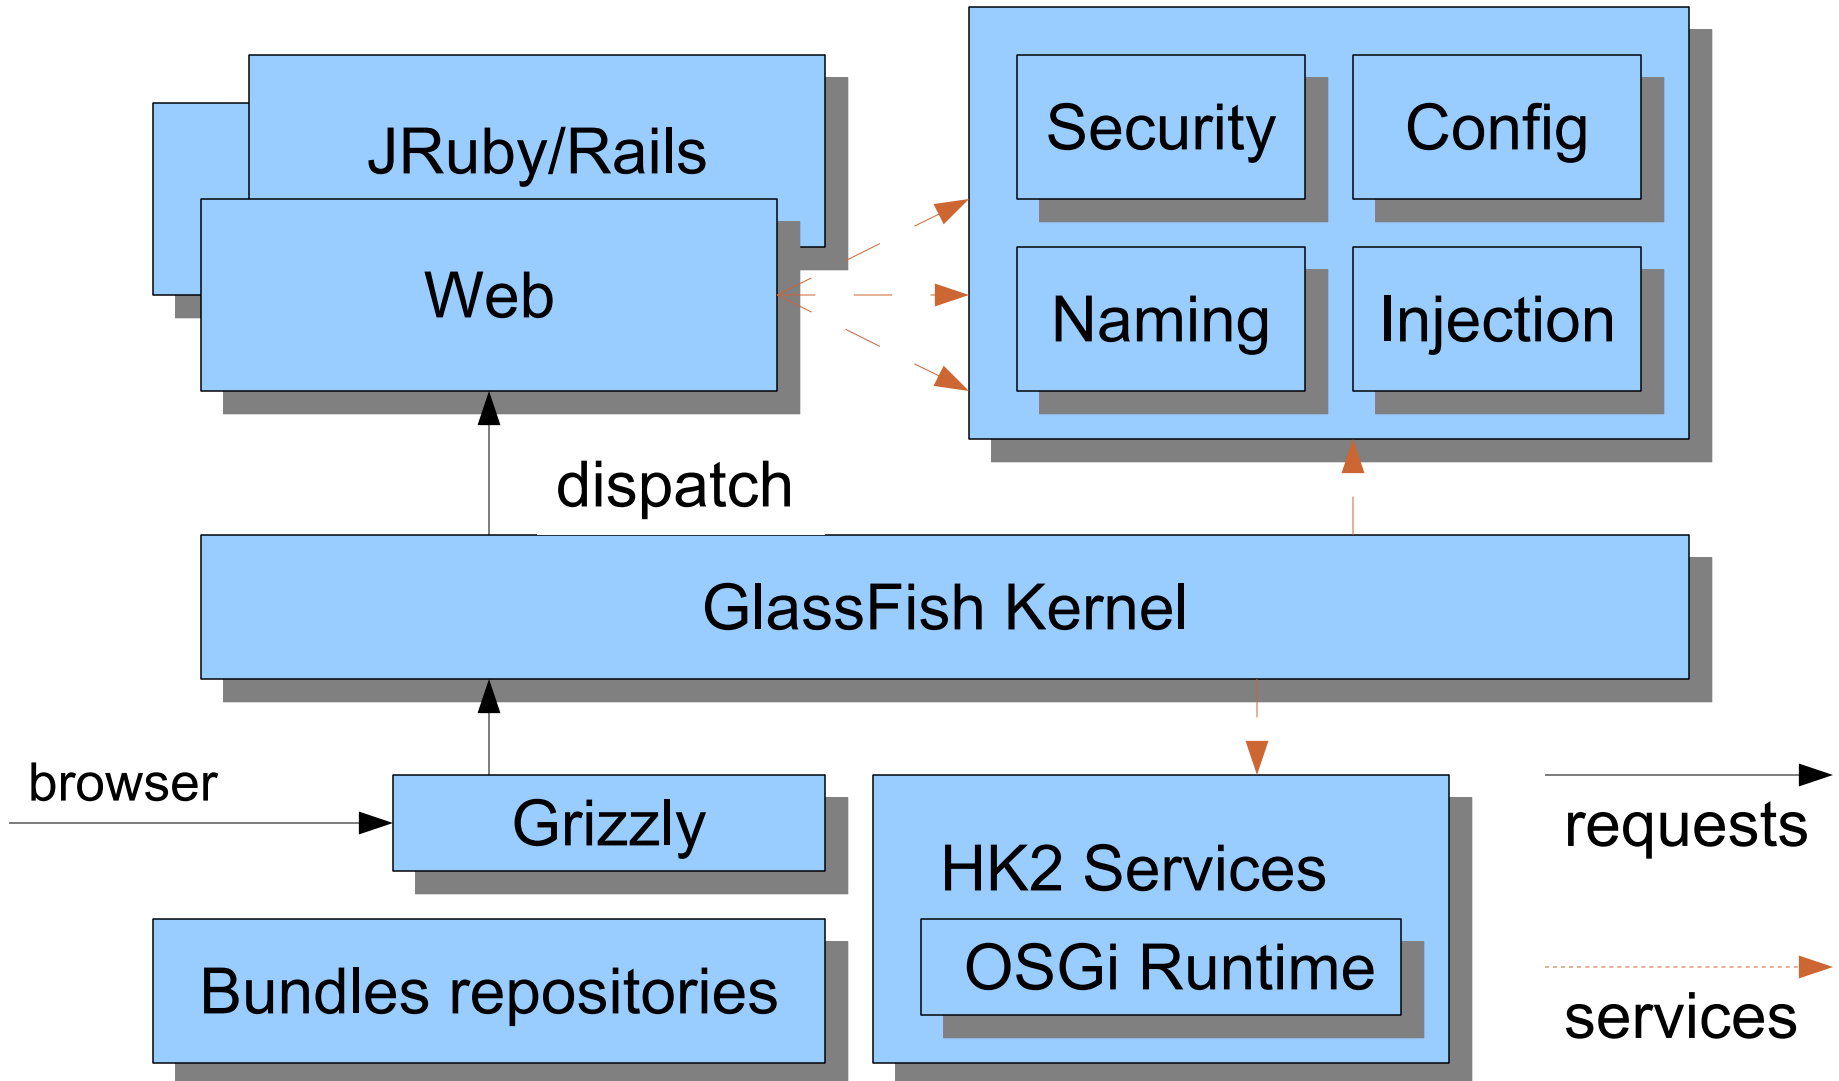 JRuby/Rails
Web
Security
Config
Naming
Injection
dispatch
GlassFish Kernel
browser
Grizzly
HK2 Services
OSGi Runtime
Bundles repositories
requests
services